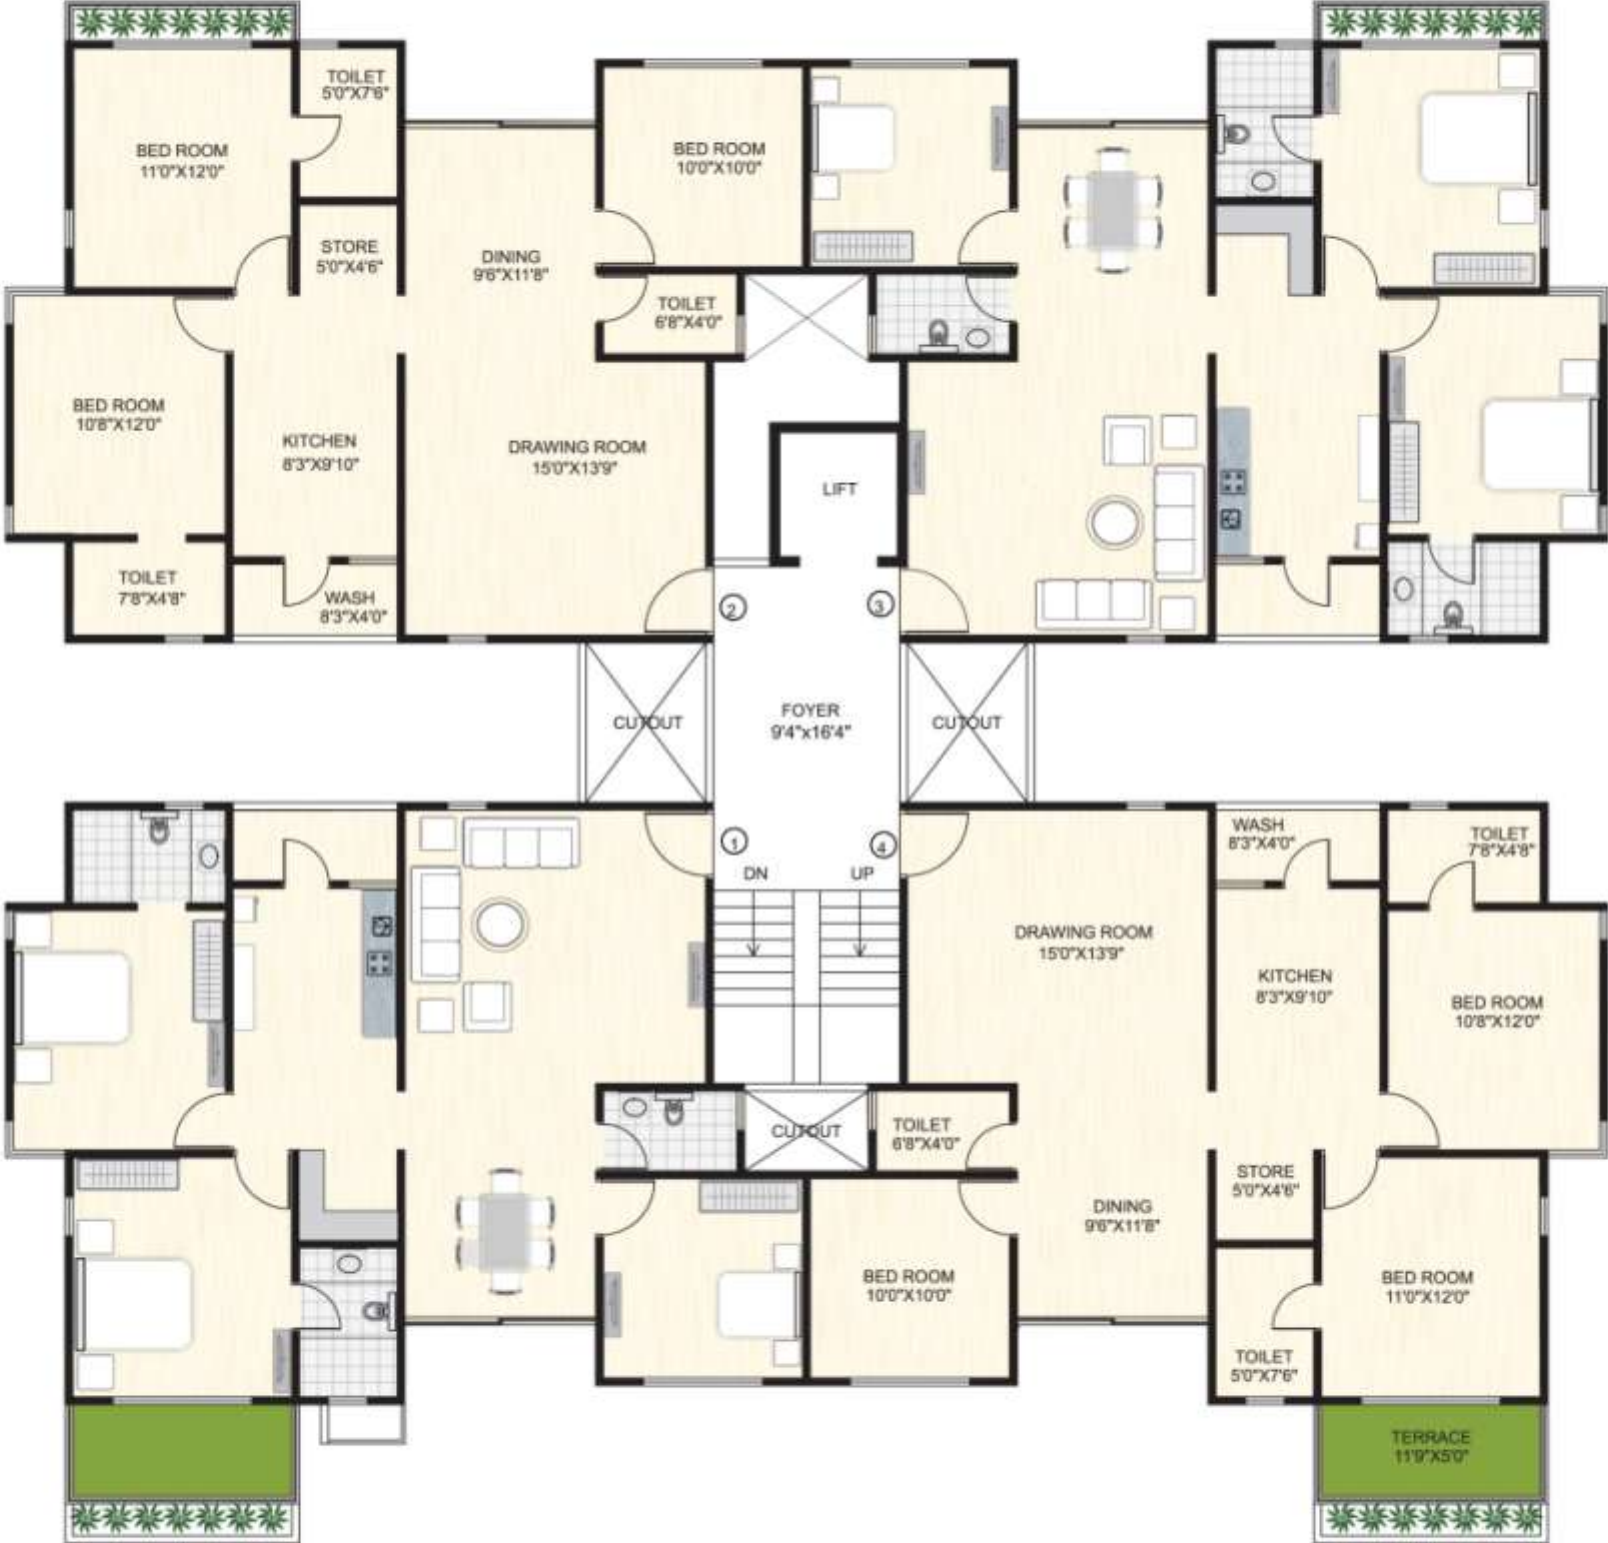 TOILET
5'0"X7'6"
BED ROOM
11'0"X12'0"
BED ROOM
10'0"X10'0"
STORE
5'0"X4'6"
DINING
9'6"X11'8"
TOILET
6'8"X4'0"
BED ROOM
10'8"X12'0"
KITCHEN
8'3"X9'10"
DRAWING ROOM
15'0"X13'9"
LIFT
TOILET
7'8"X4'8"
WASH
8'3"X4'0"
2
3
CUTOUT
FOYER
9'4"x16'4"
CUTOUT
1
4
DN
UP
WASH
8'3"X4'0"
TOILET
7'8"X4'8"
DRAWING ROOM
15'0"X13'9"
KITCHEN
8'3"X9'10"
BED ROOM
10'8"X12'0"
CUTOUT
TOILET
6'8"X4'0"
STORE
5'0"X4'6"
DINING
9'6"X11'8"
BED ROOM
10'0"X10'0"
BED ROOM
11'0"X12'0"
TOILET
5'0"X7'6"
TERRACE
11'9"X5'0"